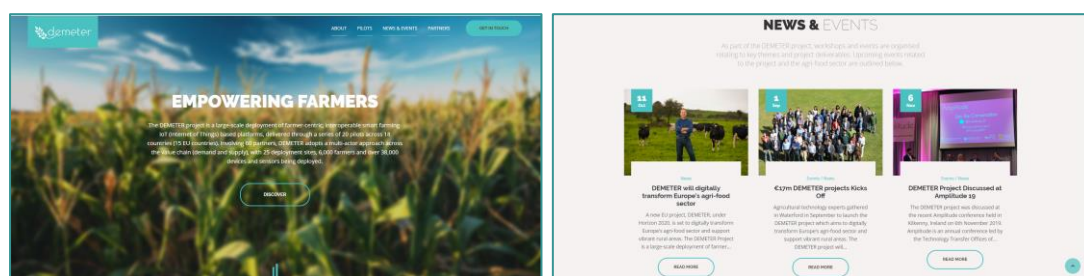 demeter
ABOUT PILOTS NEWS & EVENTS PARTNERS GET IN TOUCH
EMPOWERING FARMERS
The DEMETER project is a large-scale deployment of farmer-centric, interoperable smart farming-
IoT (Internet of Things) based platforms, delivered through a series of 20 pilots across 18
countries (15 EU countries). Involving 60 partners, DEMETER adopts a multi-actor approach across
the value chain (demand and supply), with 25 deployment sites, 6,000 farmers and over 38,000
devices and sensors being deployed.
DISCOVER
NEWS & EVENTS
As part of the DEMETER project, workshops and events are organised
relating to key themes and project deliverables. Upcoming events related
to the project and the agri-food sector are outlined below.
11
Oct
News
DEMETER will digitally
transform Europe's agri-food
sector
A new EU project, DEMETER, under
Horizon 2020, is set to digitally transform
Europe's agri-food sector and support
vibrant rural areas. The DEMETER Project
is a large-scale deployment of farmer...
READ MORE
1
Sep
Events / News
€17m DEMETER projects Kicks
Off
Agricultural technology experts gathered
in Waterford in September to launch the
DEMETER project which aims to digitally
transform Europe's agri-food sector and
support vibrant rural areas. The
DEMETER project will...
READ MORE
6
Nov
Events / News
DEMETER Project Discussed at
Amplitude 19
The DEMETER project was discussed at
the recent Amplitude conference held in
Kilkenny, Ireland on 6th November 2019.
Amplitude is an annual conference led by
the Technology Transfer Offices of...
READ MORE